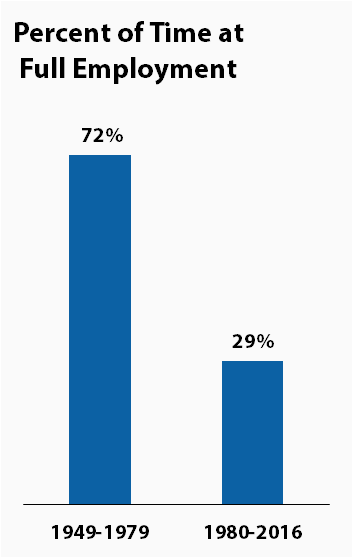 Percent of Time at
Full Employment
72%
29%
1949-1979
1980-2016